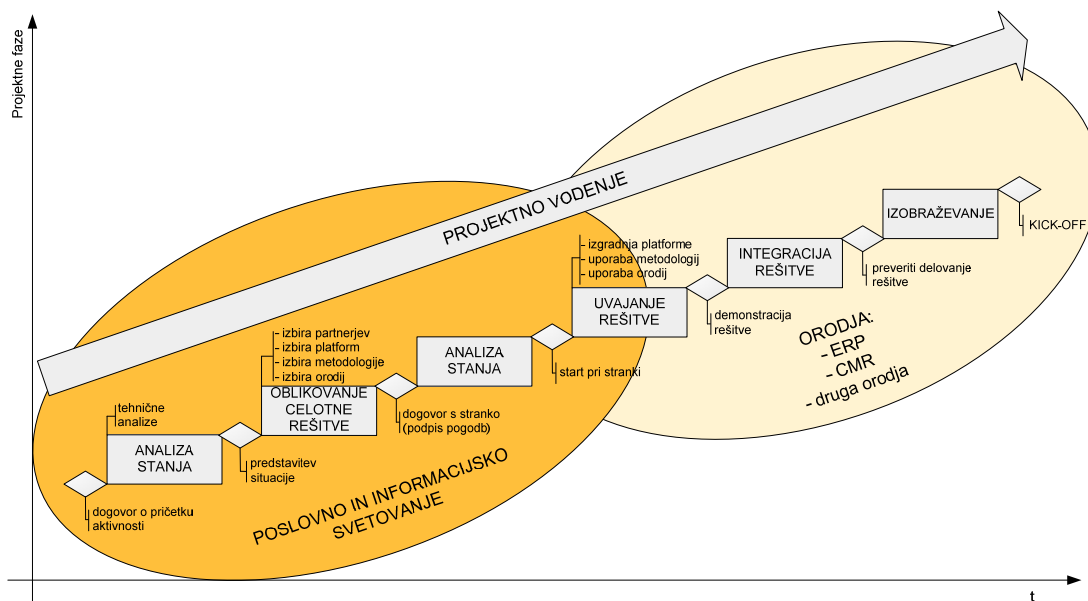 Projektne faze
PROJEKTNO VODENJE
IZOBRAŽEVANJE
KICK-OFF
INTEGRACIJA
REŠITVE
preveriti delovanje
rešitve
- izgradnja platforme
- uporaba metodologij
- uporaba orodij
UVAJANJE
REŠITVE
demonstracija
rešitve
ORODJA:
- ERP
- CMR
- druga orodja
- izbira partnerjev
- izbira platform
- izbira metodologije
- izbira orodij
ANALIZA
STANJA
start pri stranki
OBLIKOVANJE
CELOTNE
REŠITVE
dogovor s stranko
(podpis pogodb)
tehnične
analize
ANALIZA
STANJA
predstavitev
situacije
POSLOVNO IN INFORMACIJSKO
SVETOVANJE
dogovor o pričetku
aktivnosti
t